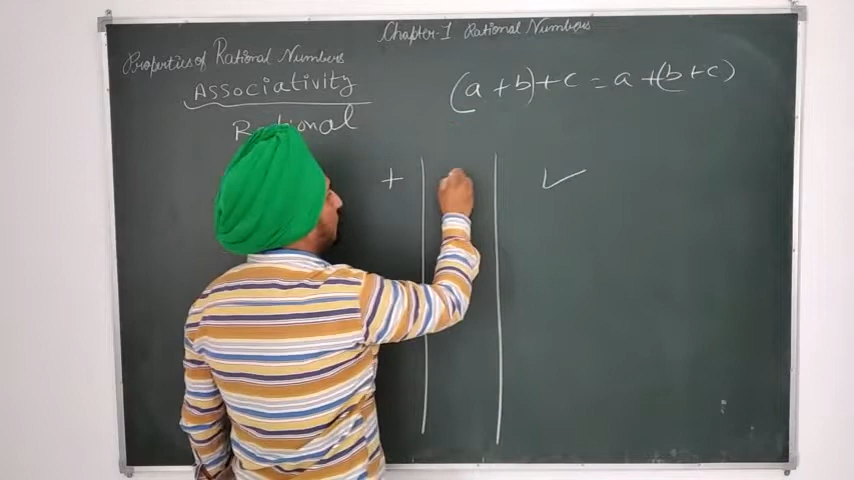 Chapter-1 Rational Numbers
Properties of Rational Numbers
Associativity
(a + b) + c = a + (b + c)
Rational
+ ✓